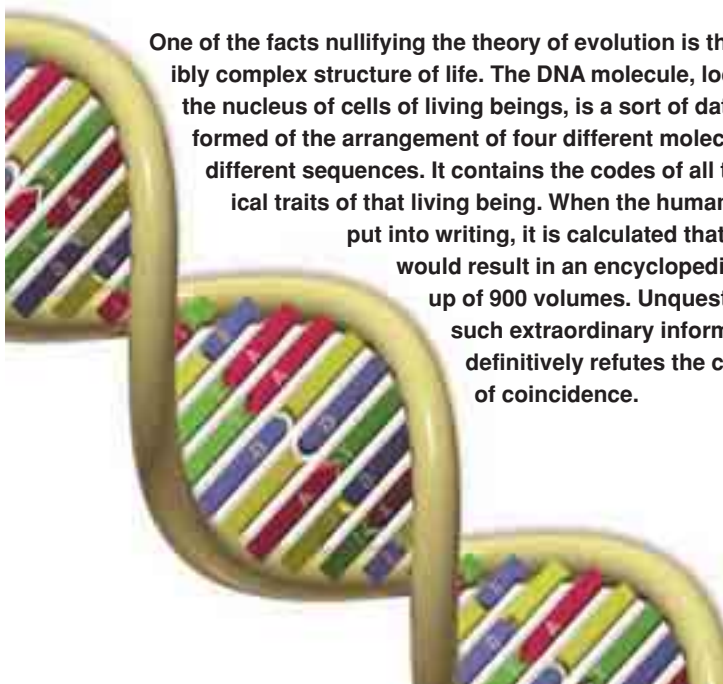 One of the facts nullifying the theory of evolution is th
ibly complex structure of life. The DNA molecule, loc
the nucleus of cells of living beings, is a sort of dat
formed of the arrangement of four different molec
different sequences. It contains the codes of all t
ical traits of that living being. When the human
put into writing, it is calculated that
would result in an encyclopedi
up of 900 volumes. Unquest
such extraordinary inform
definitively refutes the c
of coincidence.